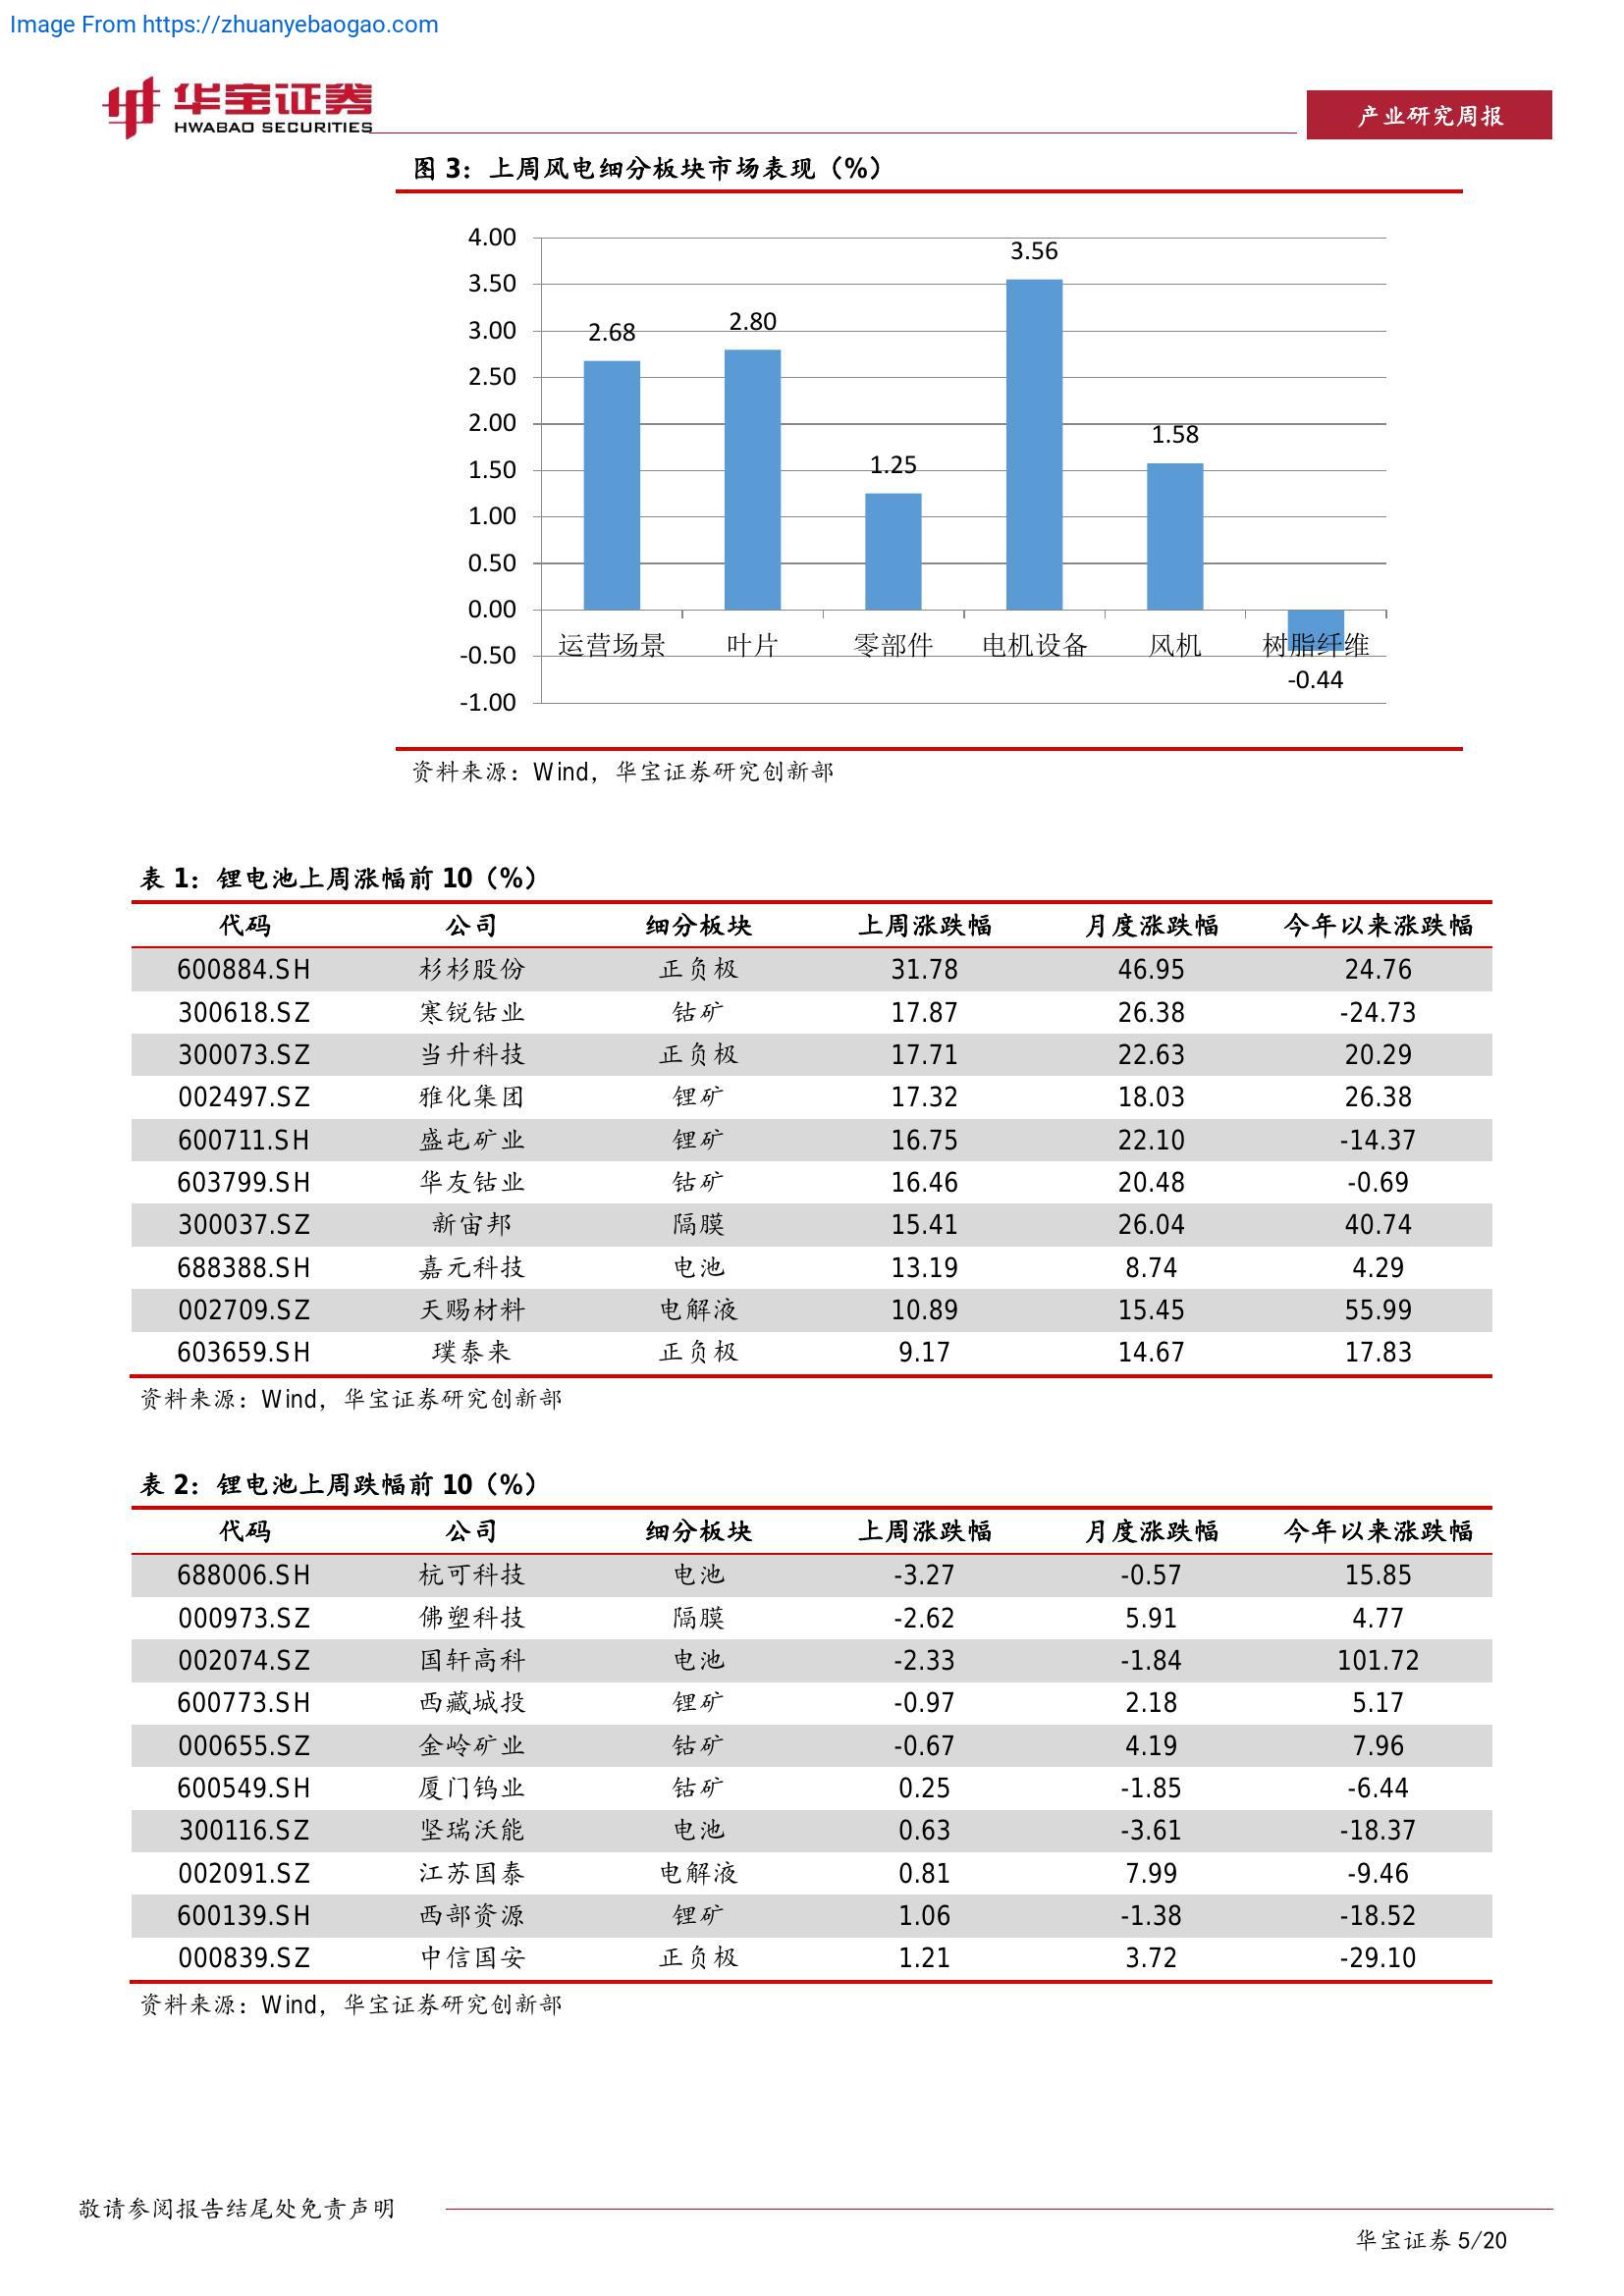 Image From https://zhuanyebaogao.com
华宝证券
HWABAO SECURITIES
产业研究周报
图 3：上周风电细分板块市场表现（%）
4.00
3.50
3.00
2.50
2.00
1.50
1.00
0.50
0.00
-0.50
-1.00
2.68
2.80
1.25
3.56
1.58
-0.44
运营场景 叶片 零部件 电机设备 风机 树脂纤维
资料来源：Wind，华宝证券研究创新部
表 1：锂电池上周涨幅前 10（%）
代码 公司 细分板块 上周涨跌幅 月度涨跌幅 今年以来涨跌幅
600884.SH 杉杉股份 正负极 31.78 46.95 24.76
300618.SZ 寒锐钴业 钴矿 17.87 26.38 -24.73
300073.SZ 当升科技 正负极 17.71 22.63 20.29
002497.SZ 雅化集团 锂矿 17.32 18.03 26.38
600711.SH 盛屯矿业 锂矿 16.75 22.10 -14.37
603799.SH 华友钴业 钴矿 16.46 20.48 -0.69
300037.SZ 新宙邦 隔膜 15.41 26.04 40.74
688388.SH 嘉元科技 电池 13.19 8.74 4.29
002709.SZ 天赐材料 电解液 10.89 15.45 55.99
603659.SH 璞泰来 正负极 9.17 14.67 17.83
资料来源：Wind，华宝证券研究创新部
表 2：锂电池上周跌幅前 10（%）
代码 公司 细分板块 上周涨跌幅 月度涨跌幅 今年以来涨跌幅
688006.SH 杭可科技 电池 -3.27 -0.57 15.85
000973.SZ 佛塑科技 隔膜 -2.62 5.91 4.77
002074.SZ 国轩高科 电池 -2.33 -1.84 101.72
600773.SH 西藏城投 锂矿 -0.97 2.18 5.17
000655.SZ 金岭矿业 钴矿 -0.67 4.19 7.96
600549.SH 厦门钨业 钴矿 0.25 -1.85 -6.44
300116.SZ 坚瑞沃能 电池 0.63 -3.61 -18.37
002091.SZ 江苏国泰 电解液 0.81 7.99 -9.46
600139.SH 西部资源 锂矿 1.06 -1.38 -18.52
000839.SZ 中信国安 正负极 1.21 3.72 -29.10
资料来源：Wind，华宝证券研究创新部
敬请参阅报告结尾处免责声明
华宝证券 5/20